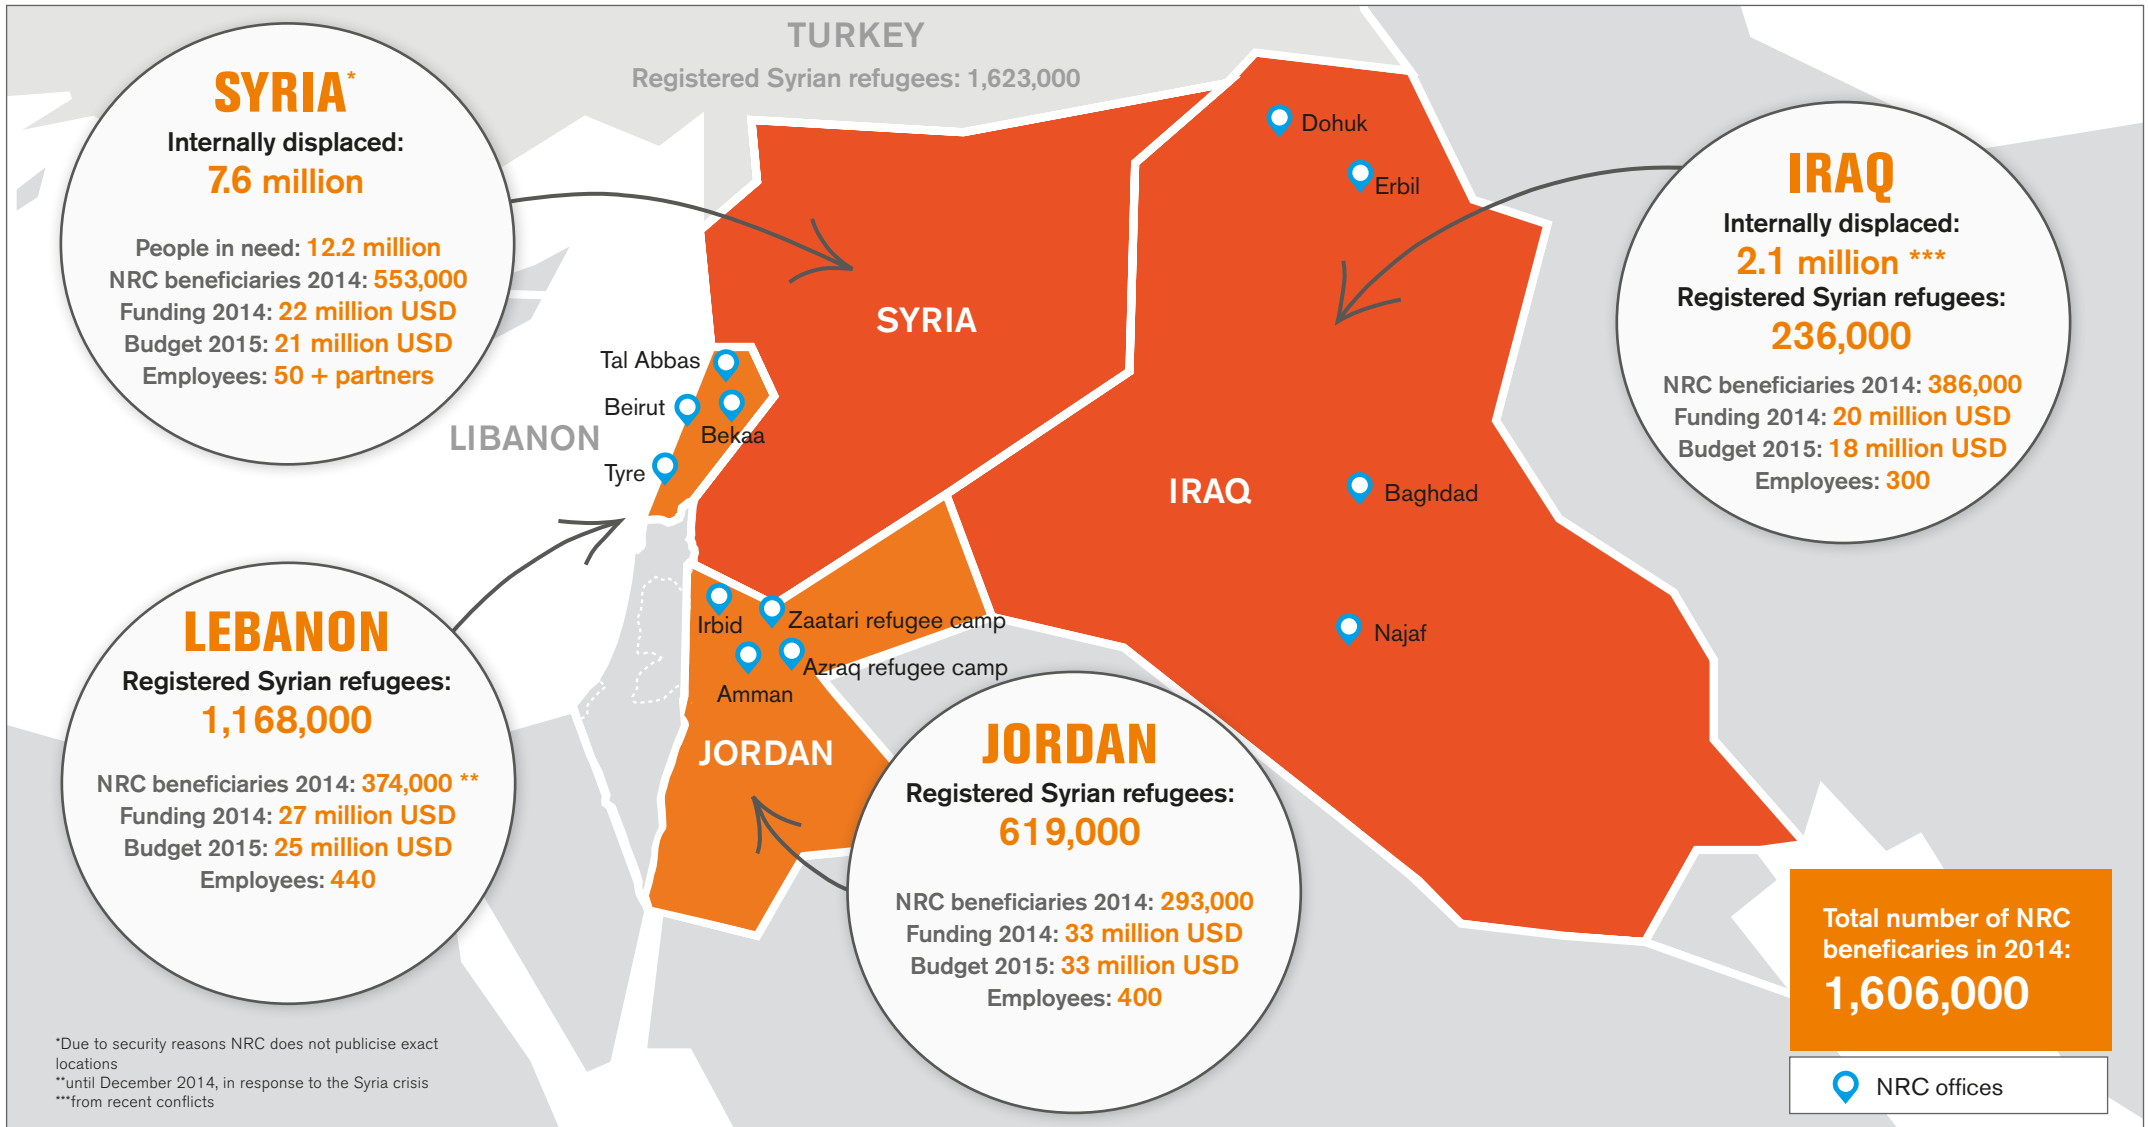 TURKEY
Registered Syrian refugees: 1,623,000
SYRIA*
Internally displaced:
7.6 million
People in need: 12.2 million
NRC beneficiaries 2014: 553,000
Funding 2014: 22 million USD
Budget 2015: 21 million USD
Employees: 50 + partners
IRAQ
Internally displaced:
2.1 million ***
Registered Syrian refugees:
236,000
NRC beneficiaries 2014: 386,000
Funding 2014: 20 million USD
Budget 2015: 18 million USD
Employees: 300
Dohuk
Erbil
SYRIA
Tal Abbas
Beirut
Bekaa
LIBANON
Tyre
IRAQ
Baghdad
Najaf
Irbid
Zaatari refugee camp
Azraq refugee camp
Amman
JORDAN
LEBANON
Registered Syrian refugees:
1,168,000
NRC beneficiaries 2014: 374,000 **
Funding 2014: 27 million USD
Budget 2015: 25 million USD
Employees: 440
JORDAN
Registered Syrian refugees:
619,000
NRC beneficiaries 2014: 293,000
Funding 2014: 33 million USD
Budget 2015: 33 million USD
Employees: 400
Total number of NRC
beneficaries in 2014:
1,606,000
NRC offices
*Due to security reasons NRC does not publicise exact
locations
**until December 2014, in response to the Syria crisis
***from recent conflicts